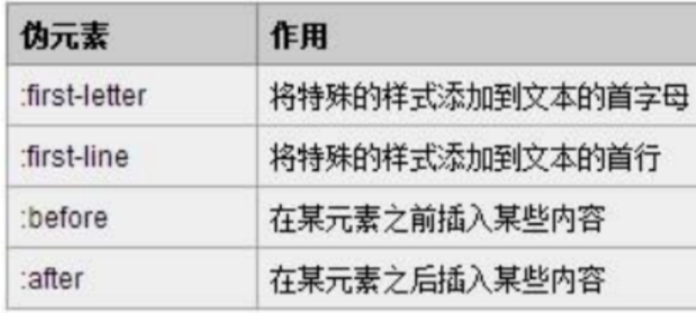 伪元素 作用
:first-letter 将特殊的样式添加到文本的首字母
:first-line 将特殊的样式添加到文本的首行
:before 在某元素之前插入某些内容
:after 在某元素之后插入某些内容